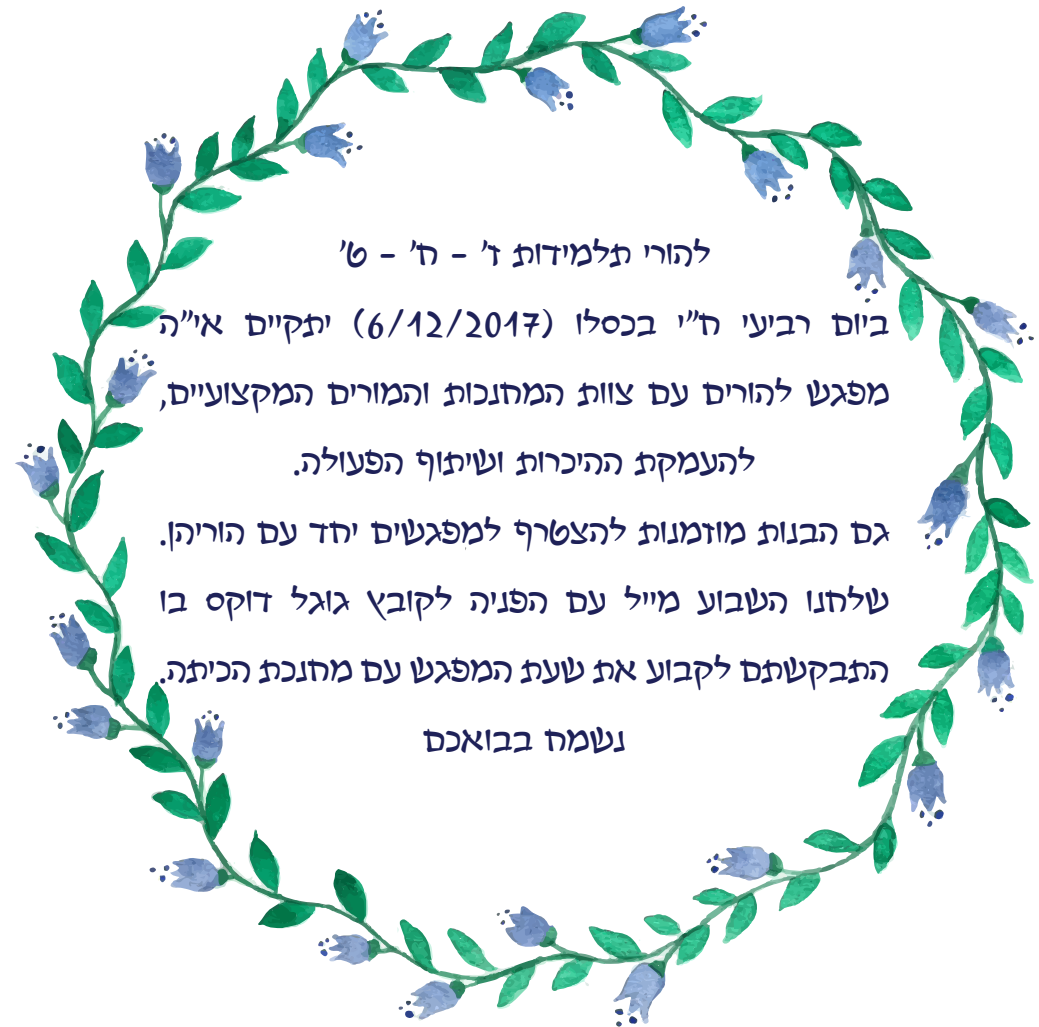 להורי תלמידות ז' - ח' - ט'
ביום רביעי ח"י בכסלו (6/12/2017) יתקיים אי"ה
מפגש להורים עם צוות המחנכות והמורים המקצועיים,
להעמקת ההיכרות ושיתוף הפעולה.
גם הבנות מוזמנות להצטרף למפגשים יחד עם הוריהן.
שלחנו השבוע מייל עם הפניה לקובץ גוגל דוקס בו
התבקשתם לקבוע את שעת המפגש עם מחנכת הכיתה.
נשמח בבואכם